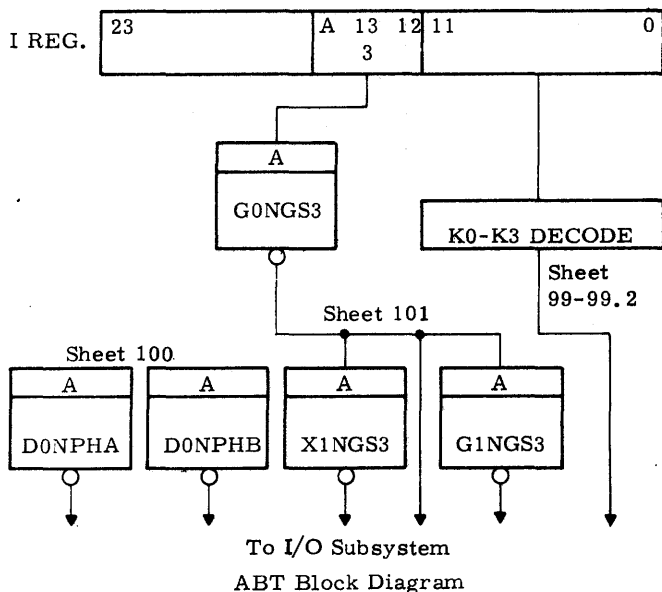 I REG.
23
A 13 12
3
11 0
A
G0NGS3
K0-K3 DECODE
Sheet
99-99.2
Sheet 101
Sheet 100
A
D0NPHA
A
D0NPHB
A
X1NGS3
A
G1NGS3
To I/O Subsystem
ABT Block Diagram